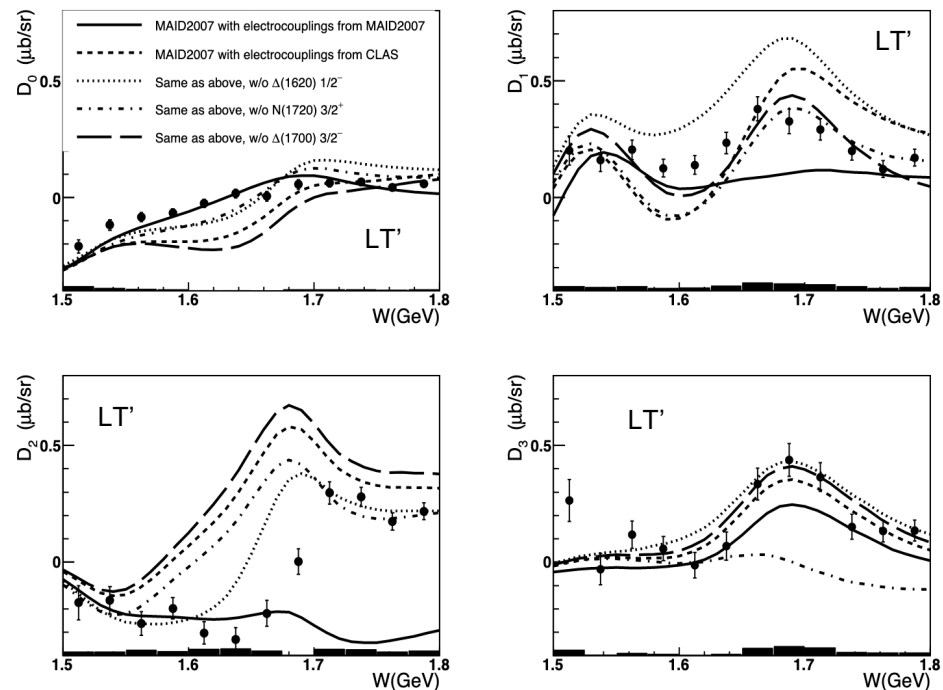 D₀ (μb/sr)
MAID2007 with electrocouplings from MAID2007
MAID2007 with electrocouplings from CLAS
Same as above, w/o Δ(1620) 1/2⁻
Same as above, w/o N(1720) 3/2⁺
Same as above, w/o Δ(1700) 3/2⁻
0.5
0
LT'
1.5 1.6 1.7 1.8
W(GeV)
D₁ (μb/sr)
LT'
0.5
0
1.5 1.6 1.7 1.8
W(GeV)
D₂ (μb/sr)
LT'
0.5
0
1.5 1.6 1.7 1.8
W(GeV)
D₃ (μb/sr)
LT'
0.5
0
1.5 1.6 1.7 1.8
W(GeV)